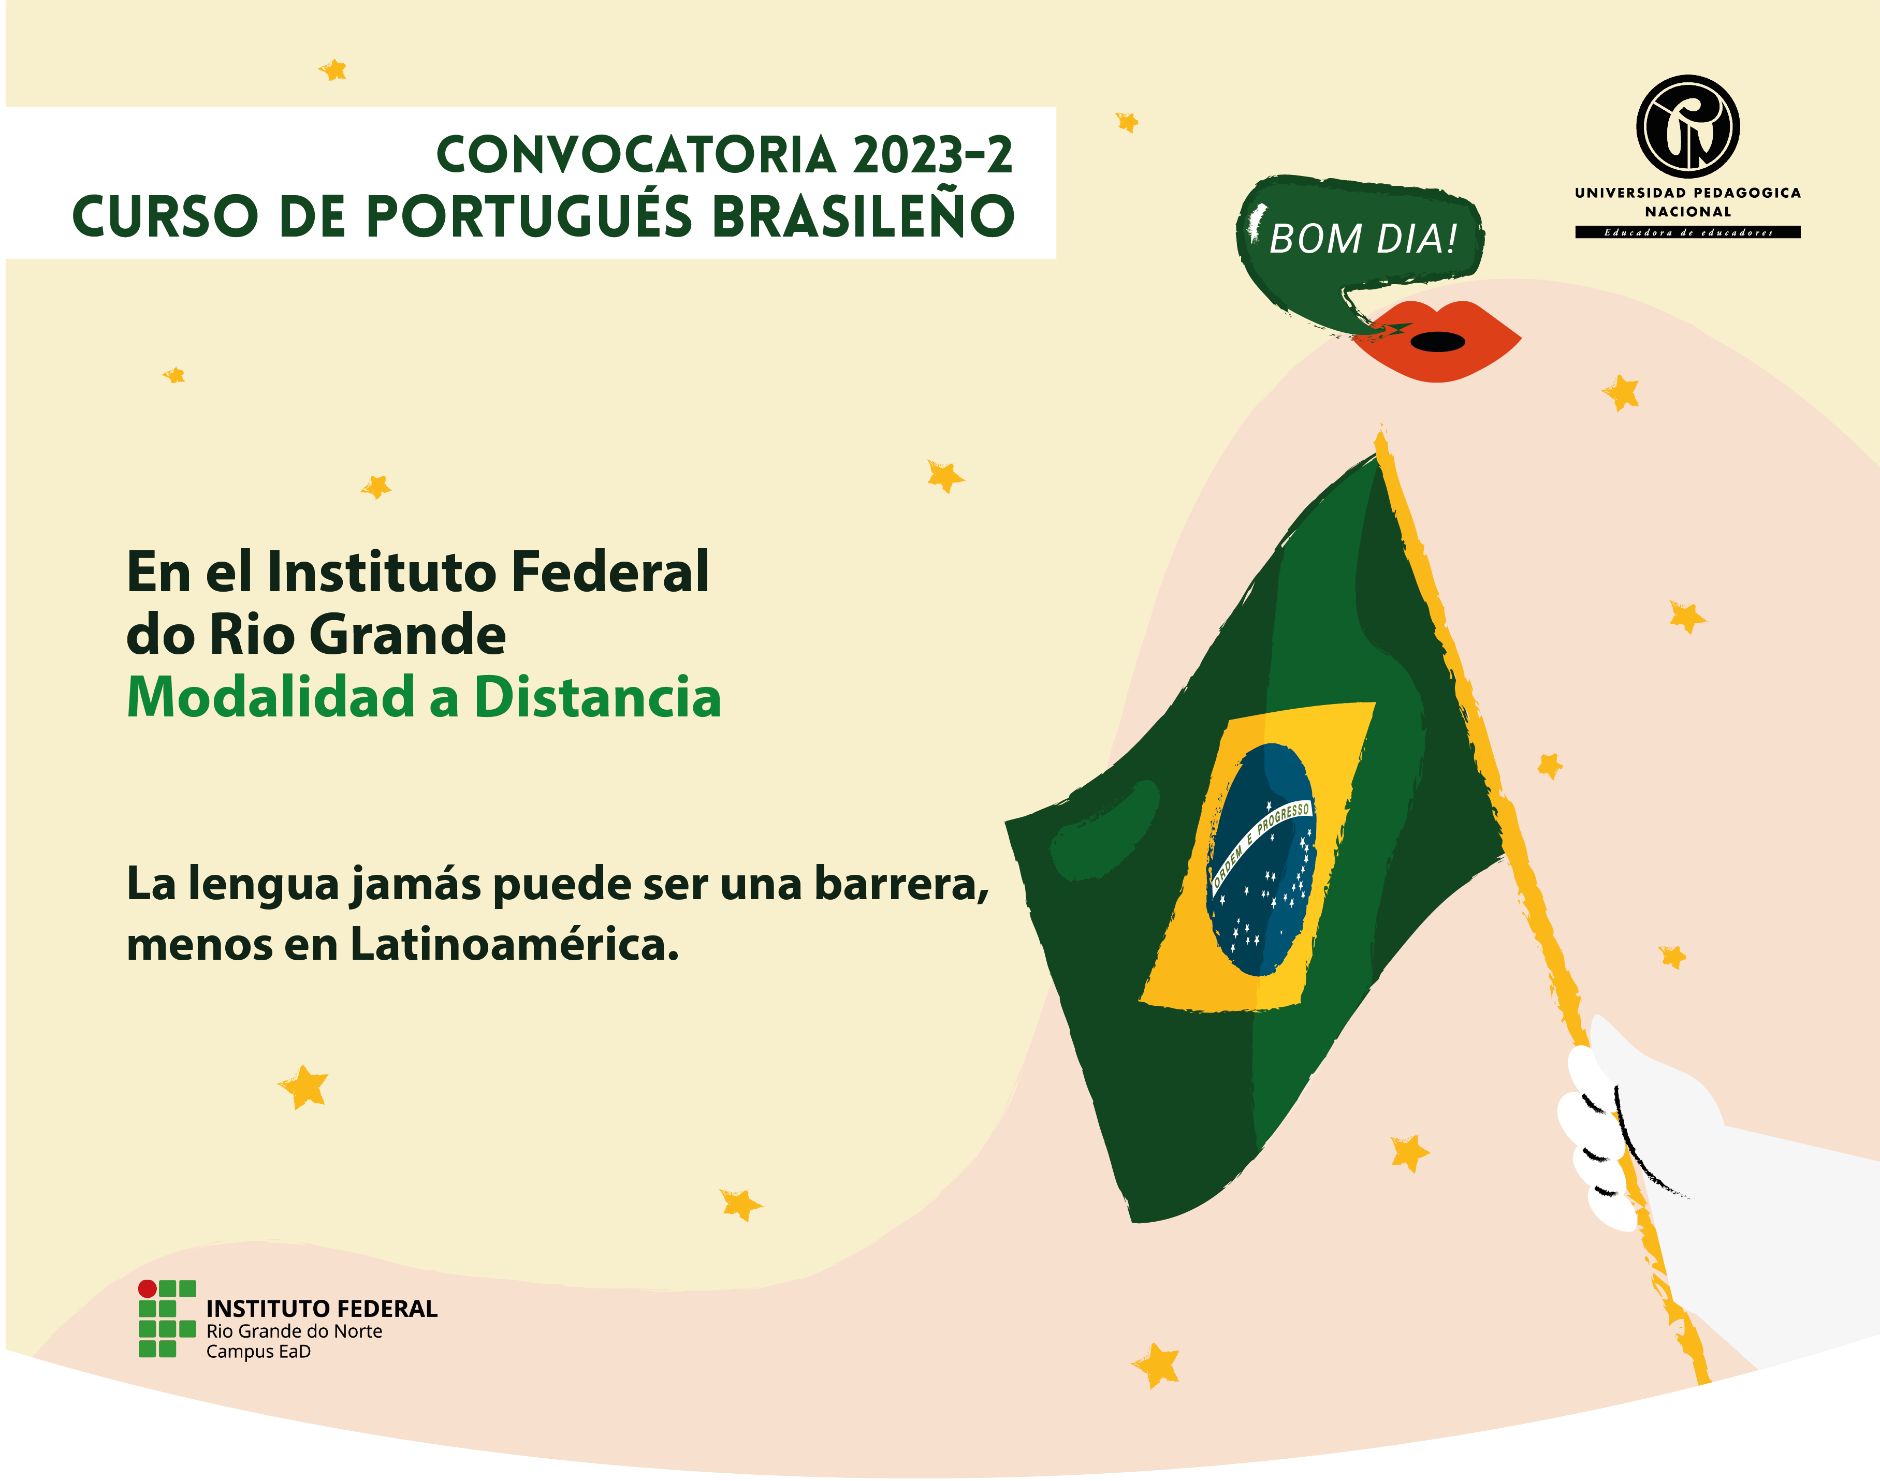 CONVOCATORIA 2023-2
CURSO DE PORTUGUÉS BRASILEÑO
UNIVERSIDAD PEDAGOGICA
NACIONAL
Educadora de educadores
BOM DIA!
En el Instituto Federal
do Rio Grande
Modalidad a Distancia
ORDEM E PROGRESSO
La lengua jamás puede ser una barrera,
menos en Latinoamérica.
INSTITUTO FEDERAL
Rio Grande do Norte
Campus EaD